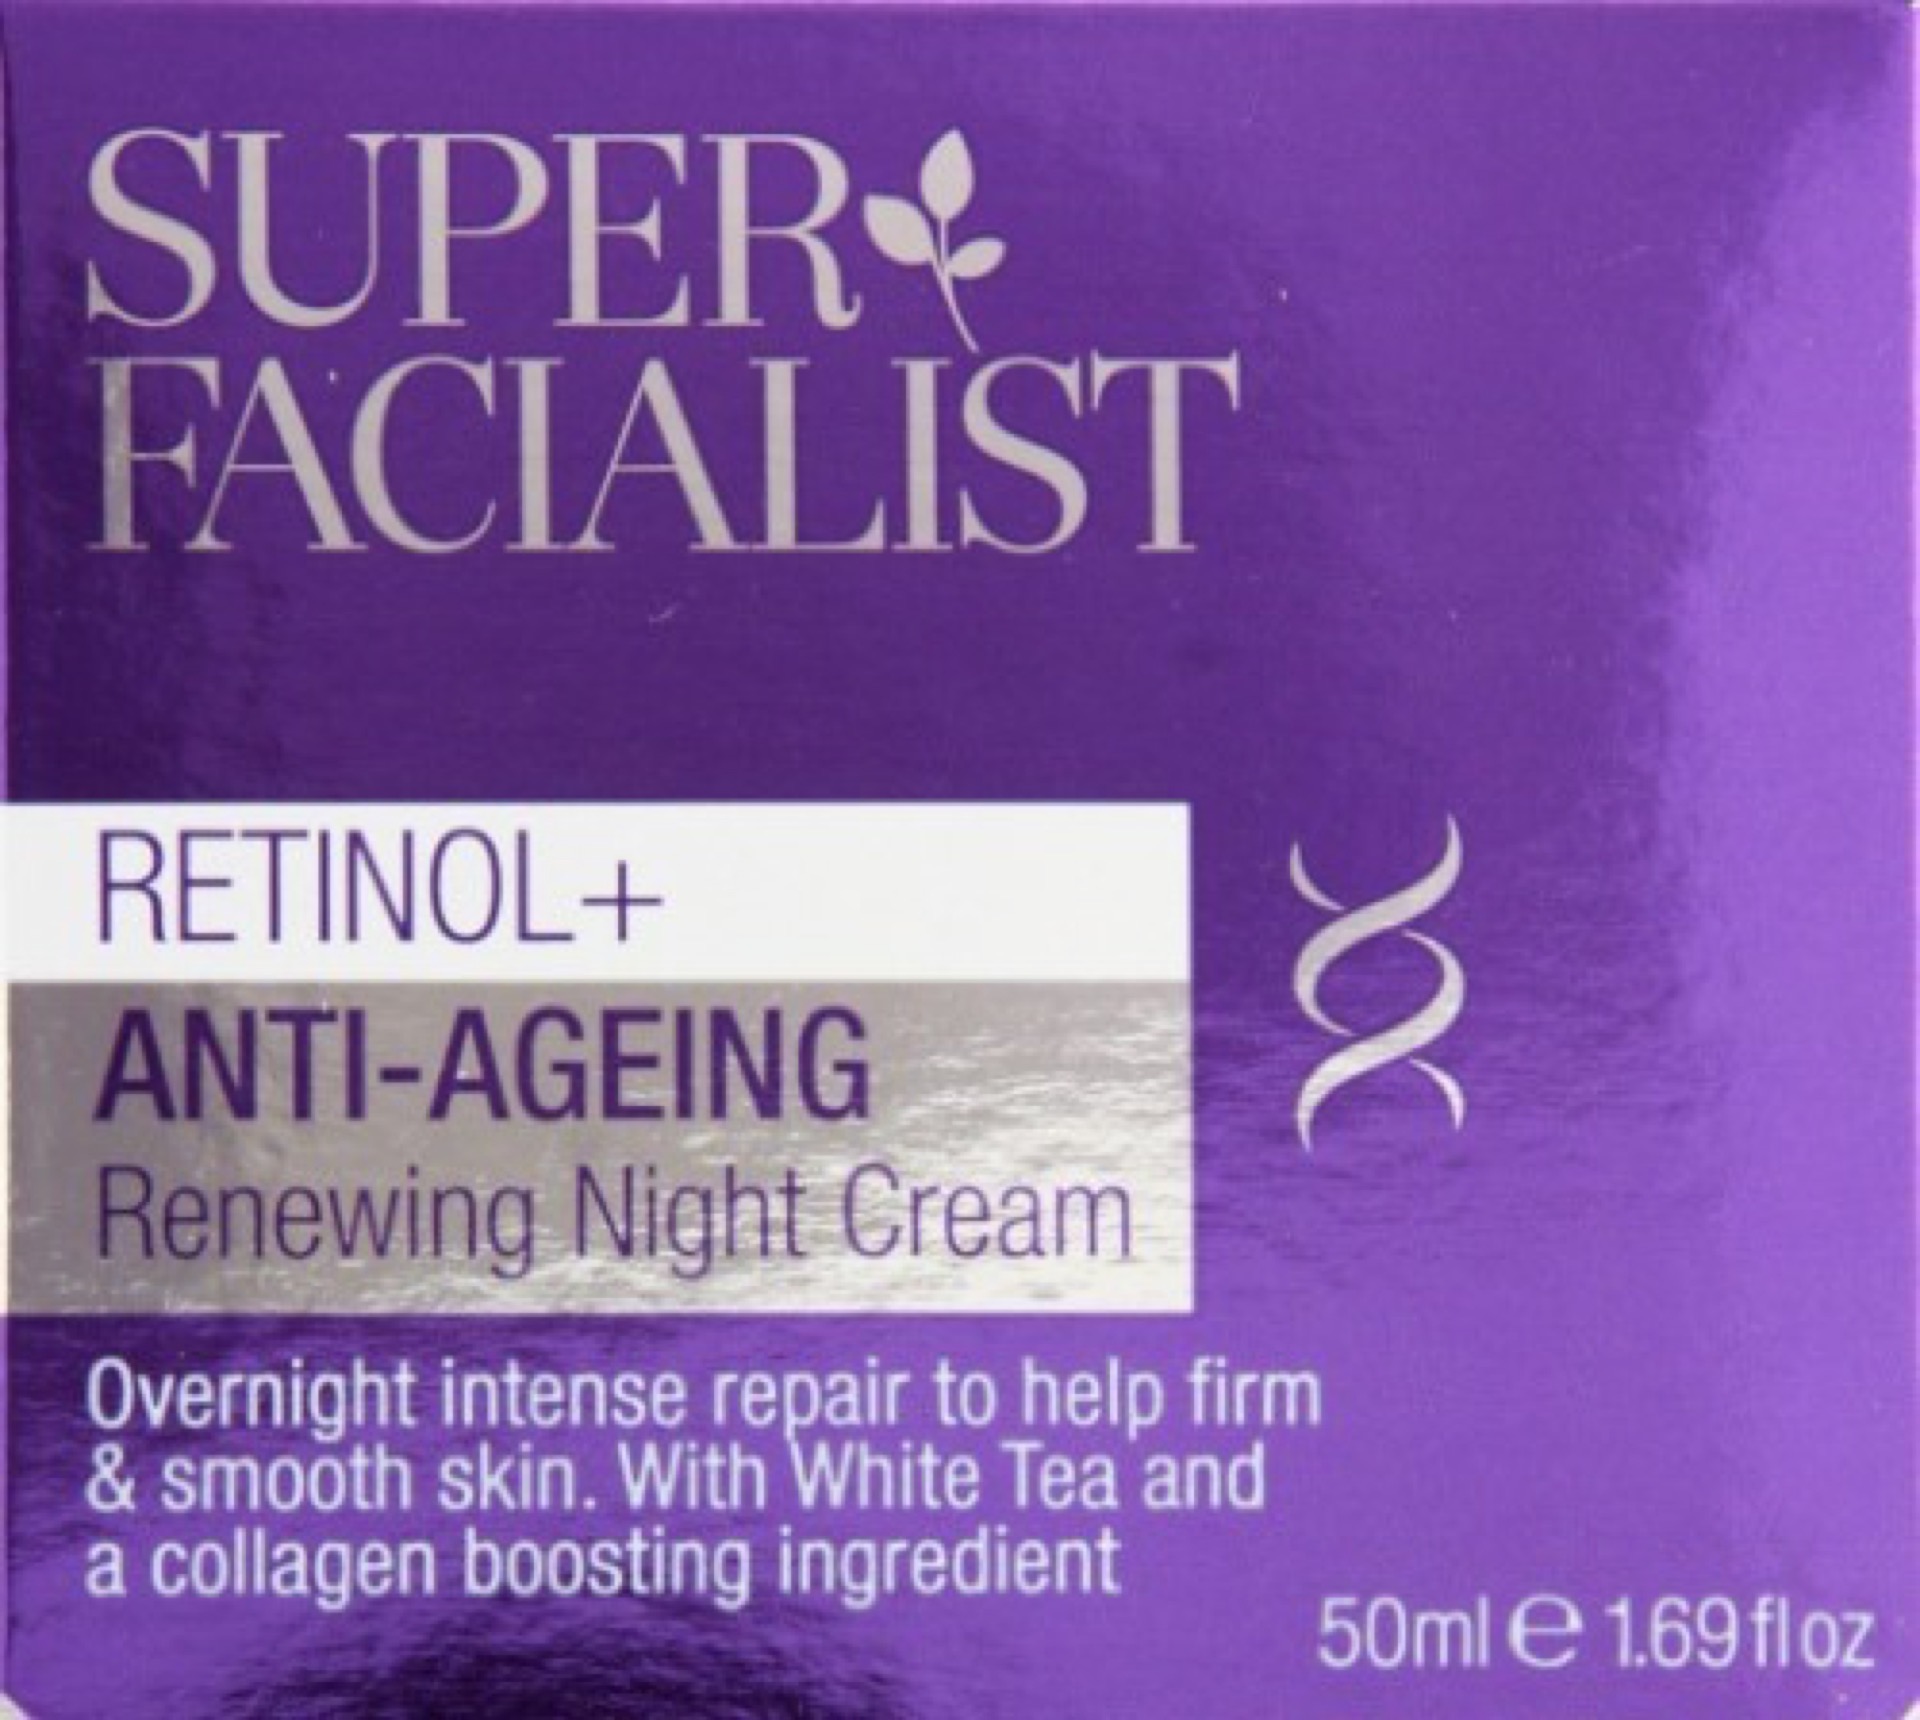 SUPER
FACIALIST
RETINOL+
ANTI-AGEING
Renewing Night Cream
Overnight intense repair to help firm
& smooth skin. With White Tea and
a collagen boosting ingredient
50ml ℮ 1.69 fl oz